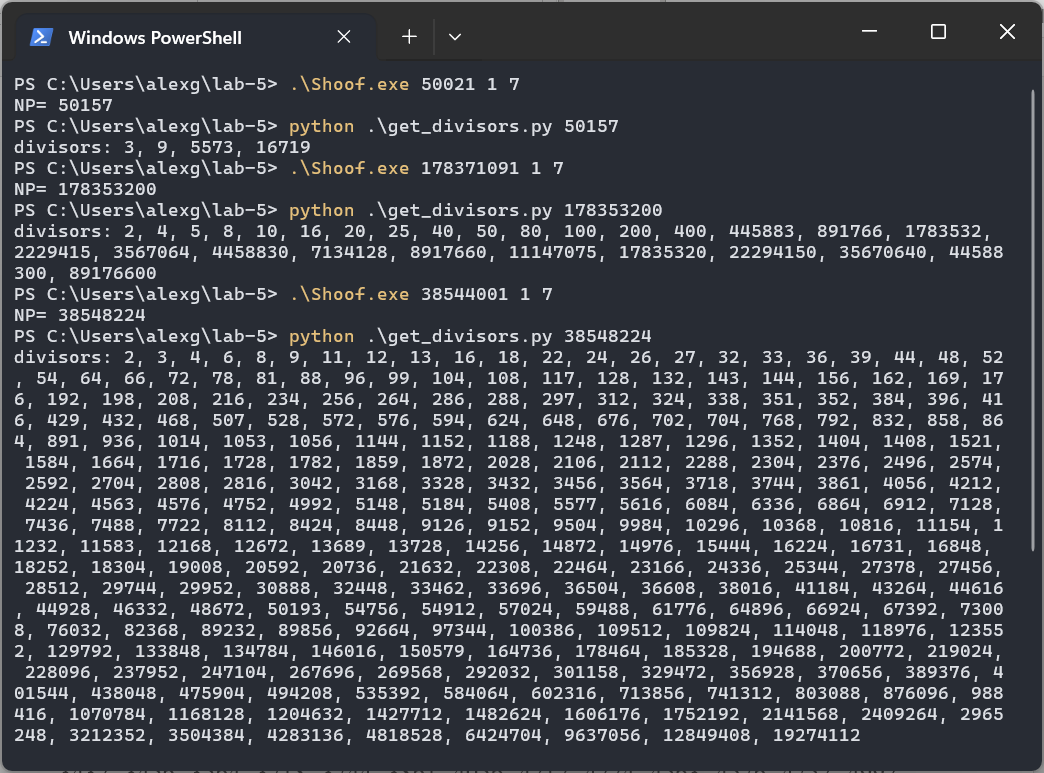 Windows PowerShell
PS C:\Users\alexg\lab-5> .\Shoof.exe 50021 1 7
NP= 50157
PS C:\Users\alexg\lab-5> python .\get_divisors.py 50157
divisors: 3, 9, 5573, 16719
PS C:\Users\alexg\lab-5> .\Shoof.exe 178371091 1 7
NP= 178353200
PS C:\Users\alexg\lab-5> python .\get_divisors.py 178353200
divisors: 2, 4, 5, 8, 10, 16, 20, 25, 40, 50, 80, 100, 200, 400, 445883, 891766, 1783532,
2229415, 3567064, 4458830, 7134128, 8917660, 11147075, 17835320, 22294150, 35670640, 44588
300, 89176600
PS C:\Users\alexg\lab-5> .\Shoof.exe 38544001 1 7
NP= 38548224
PS C:\Users\alexg\lab-5> python .\get_divisors.py 38548224
divisors: 2, 3, 4, 6, 8, 9, 11, 12, 13, 16, 18, 22, 24, 26, 27, 32, 33, 36, 39, 44, 48, 52
, 54, 64, 66, 72, 78, 81, 88, 96, 99, 104, 108, 117, 128, 132, 143, 144, 156, 162, 169, 17
6, 192, 198, 208, 216, 234, 256, 264, 286, 288, 297, 312, 324, 338, 351, 352, 384, 396, 41
6, 429, 432, 468, 507, 528, 572, 576, 594, 624, 648, 676, 702, 704, 768, 792, 832, 858, 86
4, 891, 936, 1014, 1053, 1056, 1144, 1152, 1188, 1248, 1287, 1296, 1352, 1404, 1408, 1521,
1584, 1664, 1716, 1728, 1782, 1859, 1872, 2028, 2106, 2112, 2288, 2304, 2376, 2496, 2574,
2592, 2704, 2808, 2816, 3042, 3168, 3328, 3432, 3456, 3564, 3718, 3744, 3861, 4056, 4212,
4224, 4563, 4576, 4752, 4992, 5148, 5184, 5408, 5577, 5616, 6084, 6336, 6864, 6912, 7128,
7436, 7488, 7722, 8112, 8424, 8448, 9126, 9152, 9504, 9984, 10296, 10368, 10816, 11154, 1
1232, 11583, 12168, 12672, 13689, 13728, 14256, 14872, 14976, 15444, 16224, 16731, 16848,
18252, 18304, 19008, 20592, 20736, 21632, 22308, 22464, 23166, 24336, 25344, 27378, 27456,
28512, 29744, 29952, 30888, 32448, 33462, 33696, 36504, 36608, 38016, 41184, 43264, 44616
, 44928, 46332, 48672, 50193, 54756, 54912, 57024, 59488, 61776, 64896, 66924, 67392, 7300
8, 76032, 82368, 89232, 89856, 92664, 97344, 100386, 109512, 109824, 114048, 118976, 12355
2, 129792, 133848, 134784, 146016, 150579, 164736, 178464, 185328, 194688, 200772, 219024,
228096, 237952, 247104, 267696, 269568, 292032, 301158, 329472, 356928, 370656, 389376, 4
01544, 438048, 475904, 494208, 535392, 584064, 602316, 713856, 741312, 803088, 876096, 988
416, 1070784, 1168128, 1204632, 1427712, 1482624, 1606176, 1752192, 2141568, 2409264, 2965
248, 3212352, 3504384, 4283136, 4818528, 6424704, 9637056, 12849408, 19274112